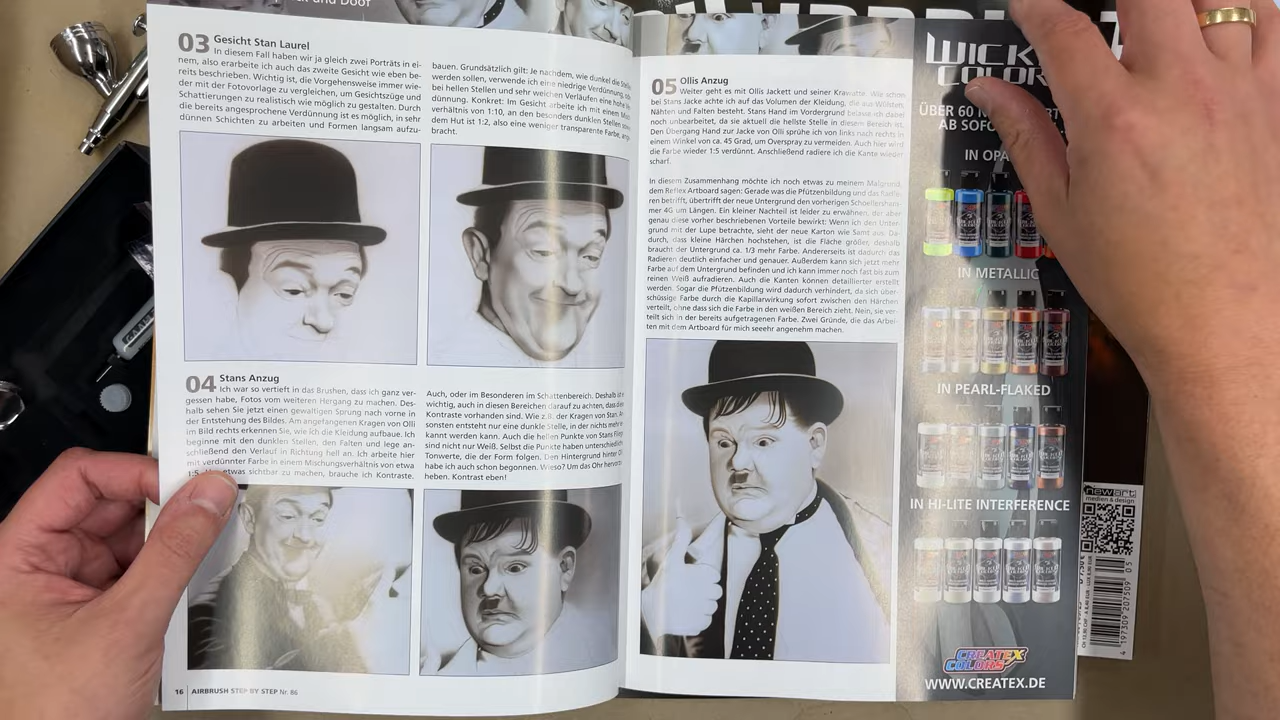 und Doof
03 Gesicht Stan Laurel
In diesem Fall haben wir ja gleich zwei Porträts in ei-
nem, also erarbeite ich auch das zweite Gesicht wie eben be-
reits beschrieben. Wichtig ist, die Vorgehensweise immer wie-
der mit der Fotovorlage zu vergleichen, um Gesichtszüge und
Schattierungen so realistisch wie möglich zu gestalten. Durch
die bereits angesprochene Verdünnung ist es möglich, in sehr
dünnen Schichten zu arbeiten und Formen langsam aufzu-
bauen. Grundsätzlich gilt: Je nachdem, wie dunkel die
werden sollen, verwende ich eine niedrige Verdünnung,
bei hellen Stellen und sehr weichen Verläufen eine hohe
dünnung. Konkret: Im Gesicht arbeite ich mit einem
verhältnis von 1:10, an den besonders dunklen Stellen
dem Hut ist 1:2, also eine weniger transparente Farbe,
bracht.
04 Stans Anzug
Ich war so vertieft in das Brushen, dass ich ganz ver-
gessen habe, Fotos vom weiteren Hergang zu machen. Des-
halb sehen Sie jetzt einen gewaltigen Sprung nach vorne in
der Entstehung des Bildes. Am angefangenen Kragen von Olli
im Bild rechts erkennen Sie, wie ich die Kleidung aufbaue. Ich
beginne mit den dunklen Stellen, den Falten und lege an-
schließend den Verlauf in Richtung hell an. Ich arbeite hier
mit verdünnter Farbe in einem Mischungsverhältnis von etwa
1:5. Um etwas sichtbar zu machen, brauche ich Kontraste.
Auch, oder im Besonderen im Schattenbereich. Deshalb ist
wichtig, auch in diesen Bereichen darauf zu achten, dass
Kontraste vorhanden sind. Wie z.B. der Kragen von Stan.
sonsten entsteht nur eine dunkle Stelle, in der nichts mehr
kannt werden kann. Auch die hellen Punkte von Stans
sind nicht nur Weiß. Selbst die Punkte haben unterschiedliche
Tonwerte, die der Form folgen. Den Hintergrund hinter
habe ich auch schon begonnen. Wieso? Um das Ohr hervorzu
heben. Kontrast eben!
16 AIRBRUSH STEP BY STEP Nr. 86
05 Ollis Anzug
Weiter geht es mit Ollis Jackett und seiner Krawatte. Wie schon
bei Stans Jacke achte ich auf das Volumen der Kleidung, die aus Wülsten,
Nähten und Falten besteht. Stans Hand im Vordergrund belasse ich dabei
noch unbearbeitet, da sie aktuell die hellste Stelle in diesem Bereich ist.
Den Übergang Hand zur Jacke von Olli sprühe ich von links nach rechts in
einem Winkel von ca. 45 Grad, um Overspray zu vermeiden. Auch hier wird
die Farbe wieder 1:5 verdünnt. Anschließend radiere ich die Kante wieder
scharf.
In diesem Zusammenhang möchte ich noch etwas zu meinem Malgrund,
dem Reflex Artboard sagen: Gerade was die Pfützenbildung und das Radie-
ren betrifft, übertrifft der neue Untergrund den vorherigen Schoellersham-
mer 4G um Längen. Ein kleiner Nachteil ist leider zu erwähnen, der aber
genau diese vorher beschriebenen Vorteile bewirkt: Wenn ich den Unter-
grund mit der Lupe betrachte, sieht der neue Karton wie Samt aus. Da-
durch, dass kleine Härchen hochstehen, ist die Fläche größer, deshalb
braucht der Untergrund ca. 1/3 mehr Farbe. Andererseits ist dadurch das
Radieren deutlich einfacher und genauer. Außerdem kann sich jetzt mehr
Farbe auf dem Untergrund befinden und ich kann immer noch fast bis zum
reinen Weiß aufradieren. Auch die Kanten können detaillierter erstellt
werden. Sogar die Pfützenbildung wird dadurch verhindert, da sich über-
schüssige Farbe durch die Kapillarwirkung sofort zwischen den Härchen
verteilt, ohne dass sich die Farbe in den weißen Bereich zieht. Nein, sie ver-
teilt sich in der bereits aufgetragenen Farbe. Zwei Gründe, die das Arbei-
ten mit dem Artboard für mich seeehr angenehm machen.
WICK
COLOR
ÜBER 60
AB SOFO
IN OPA
IN METALLIC
IN PEARL-FLAKED
IN HI-LITE INTERFERENCE
CREATEX
COLORS
WWW.CREATEX.DE
newart
medien & design
4 197309 207509 05